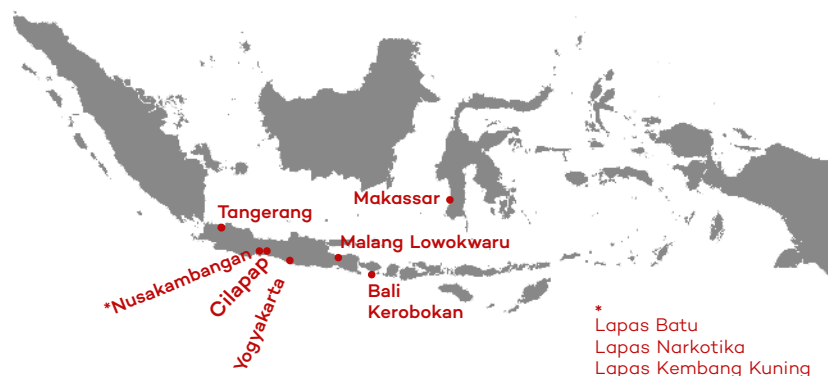 Makassar
Tangerang
Malang Lowokwaru
*Nusakambangan
Cilapap
Yogyakarta
Bali
Kerobokan
*
Lapas Batu
Lapas Narkotika
Lapas Kembang Kuning